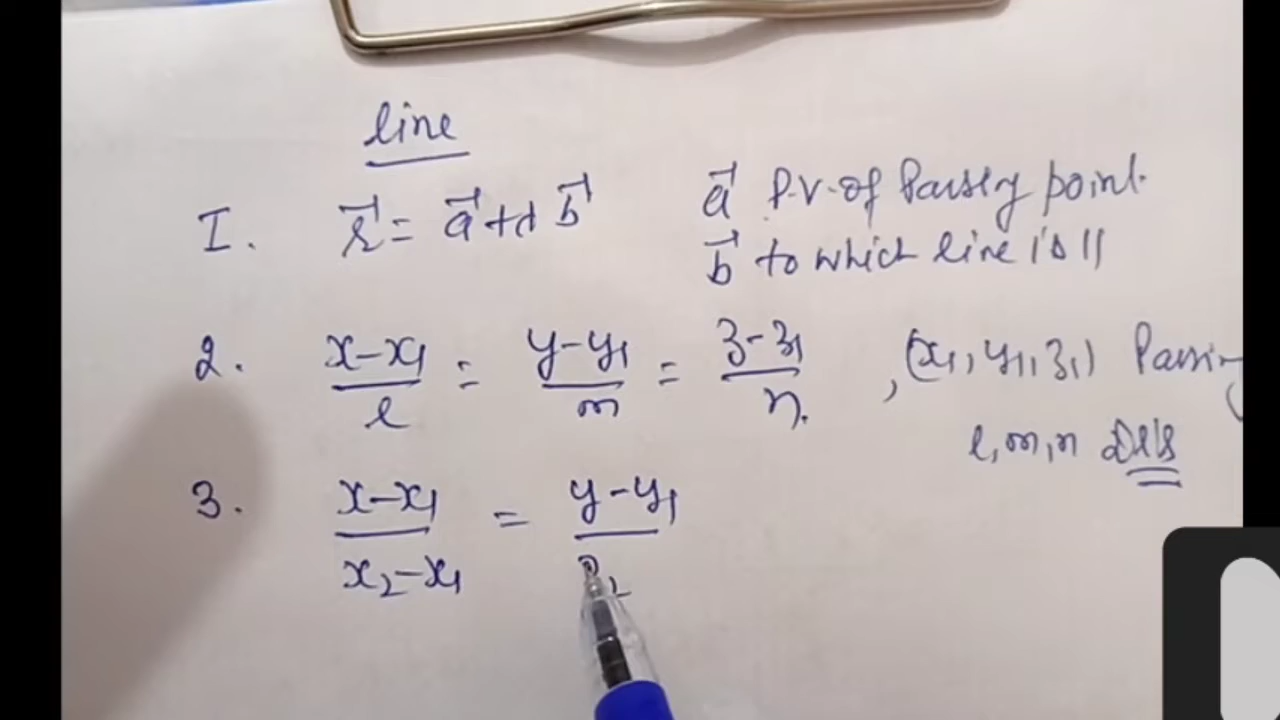 line
I. r⃗ = a⃗ + λ b⃗ a⃗ P.V. of Passing point.
b⃗ to which line is ||
2. x-x₁/l = y-y₁/m = z-z₁/n. , (x₁, y₁, z₁) Passing
l, m, n
3. x-x₁/x₂-x₁ = y-y₁